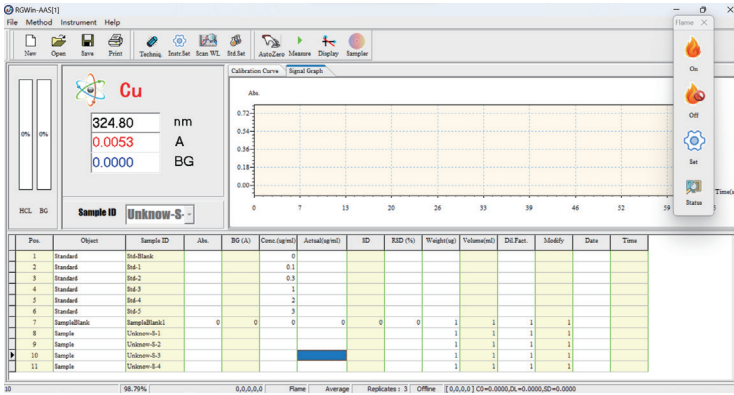 RGWin-AAS[1]
File Method Instrument Help
New Open Save Print Techniq. Instr.Set Scan WL Std.Set AutoZero Measure Display Sampler
Flame
On
Off
Set
Status
0% 0%
HCL BG
Cu
324.80 nm
0.0053 A
0.0000 BG
Sample ID Unknow-S-
Calibration Curve Signal Graph
Abs.
0.72
0.54
0.36
0.18
0.00
0 7 13 20 26 33 39 46 52 59
Time(s
Pos. Object Sample ID Abs. BG (A) Conc.(ug/ml) Actual(ug/ml) SD RSD (%) Weight(ug) Volume(ml) Dil.Fact. Modify Date Time
1 Standard Std-Blank 0
2 Standard Std-1 0.1
3 Standard Std-2 0.3
4 Standard Std-3 1
5 Standard Std-4 2
6 Standard Std-5 3
7 SampleBlank SampleBlank1 0 0 0 0 0 0 1 1 1 1
8 Sample Unknow-S-1 1 1 1 1
9 Sample Unknow-S-2 1 1 1 1
10 Sample Unknow-S-3 1 1 1 1
11 Sample Unknow-S-4 1 1 1 1
10 98.79% 0,0,0,0,0 Flame Average Replicates : 3 Offline [ 0,0,0,0 ] C0=0.0000,DL=0.0000,SD=0.0000